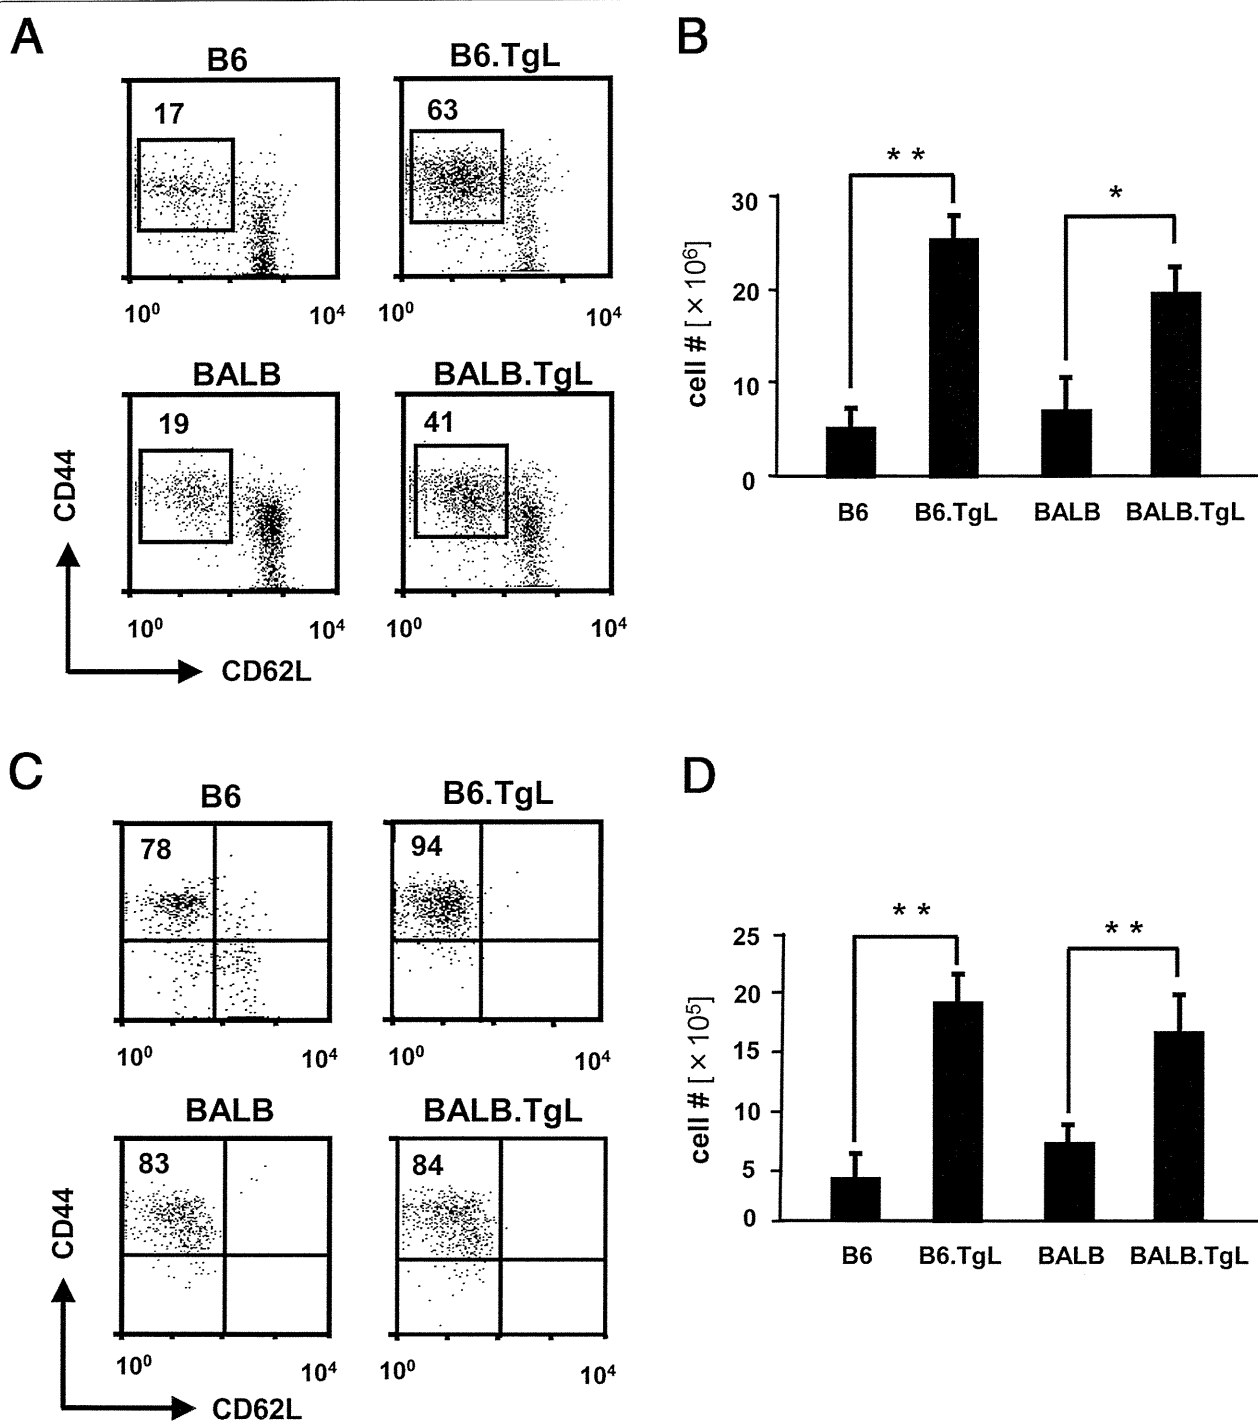 A
B6
B6.TgL
17
63
10⁰ 10⁴
10⁰ 10⁴
BALB
BALB.TgL
19
41
10⁰ 10⁴
10⁰ 10⁴
CD44
CD62L
B
cell # [ × 10⁶]
30
20
10
0
* *
*
B6 B6.TgL BALB BALB.TgL
C
B6
B6.TgL
78
94
10⁰ 10⁴
10⁰ 10⁴
BALB
BALB.TgL
83
84
10⁰ 10⁴
10⁰ 10⁴
CD44
CD62L
D
cell # [ × 10⁵]
25
20
15
10
5
0
* *
* *
B6 B6.TgL BALB BALB.TgL